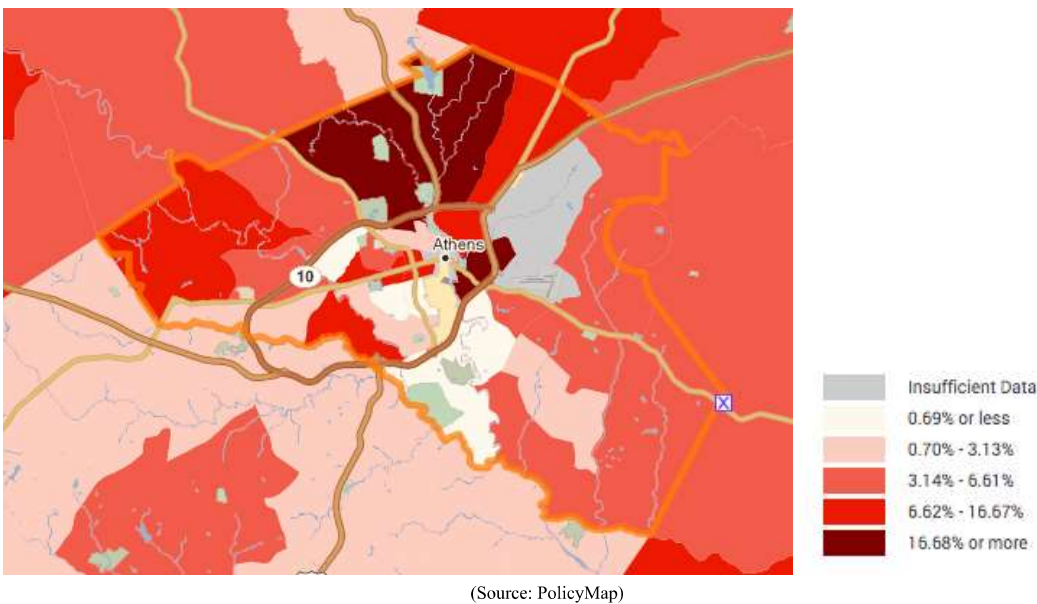 Athens
10
X
Insufficient Data
0.69% or less
0.70% - 3.13%
3.14% - 6.61%
6.62% - 16.67%
16.68% or more
(Source: PolicyMap)